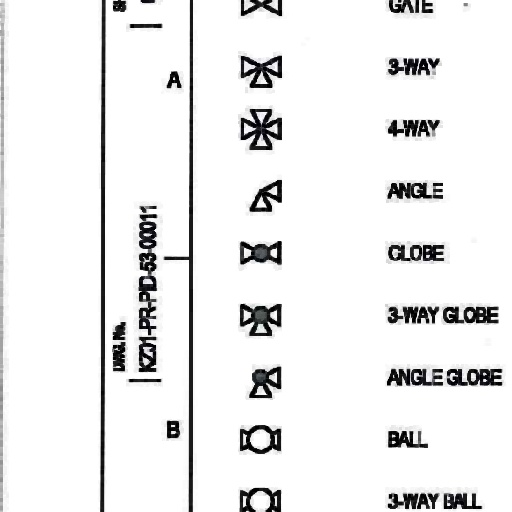 GATE
A
3-WAY
4-WAY
ANGLE
GLOBE
3-WAY GLOBE
ANGLE GLOBE
B
BALL
3-WAY BALL
DWG. No.
KZ01-PR-PID-53-00011